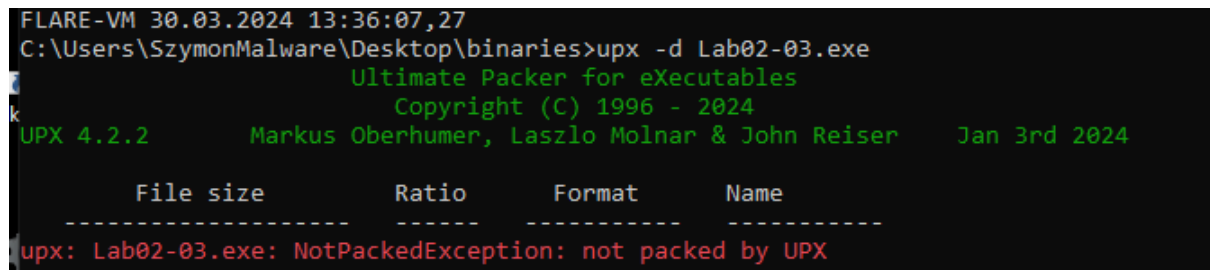 FLARE-VM 30.03.2024 13:36:07,27
C:\Users\SzymonMalware\Desktop\binaries>upx -d Lab02-03.exe
Ultimate Packer for eXecutables
Copyright (C) 1996 - 2024
UPX 4.2.2 Markus Oberhumer, Laszlo Molnar & John Reiser Jan 3rd 2024
File size Ratio Format Name
-------------------- ------ ----------- -----------
upx: Lab02-03.exe: NotPackedException: not packed by UPX